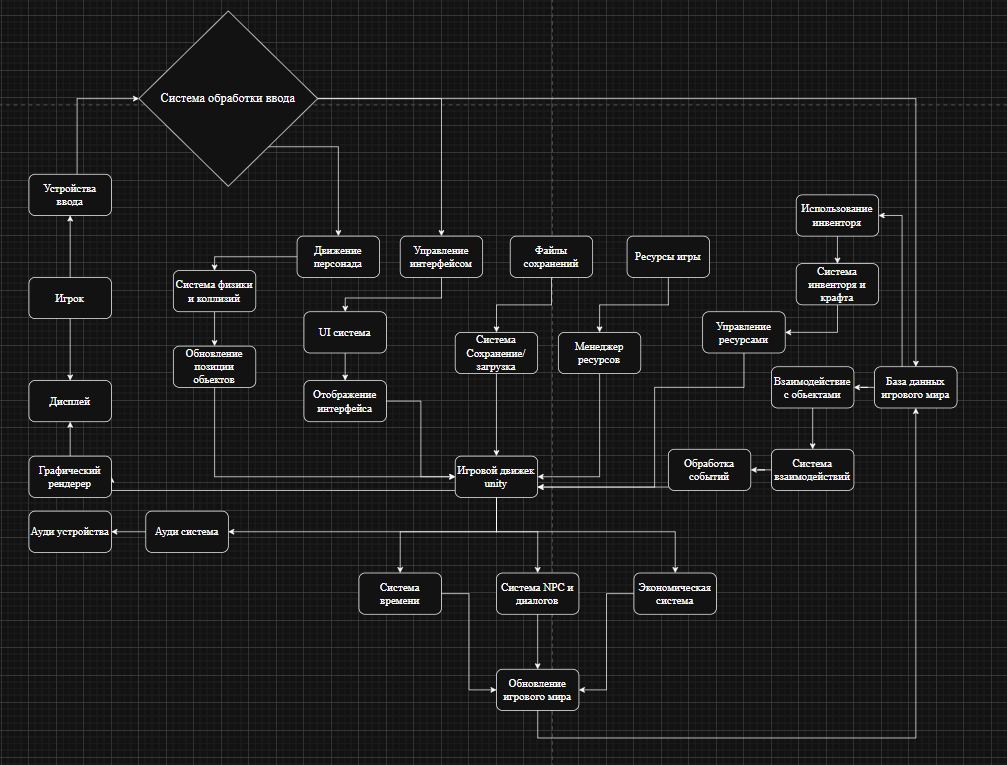 Система обработки ввода
Устройства
ввода
Использование
инвенторя
Движение
персонада
Управление
интерфейсом
Файлы
сохранений
Ресурсы игры
Система физики
и коллизий
Система
инвенторя и
крафта
Игрок
UI система
Управление
ресурсами
Система
Сохранение/
загрузка
Менеджер
ресурсов
Обновление
позиции
обьектов
Взаимодействие
с обьектами
База данных
игрового мира
Дисплей
Отображение
интерфейса
Графический
рендерер
Игровой движек
unity
Обработка
событий
Система
взаимодействий
Ауди устройства
Ауди система
Система
времени
Система NPC и
диалогов
Экономическая
система
Обновление
игрового мира